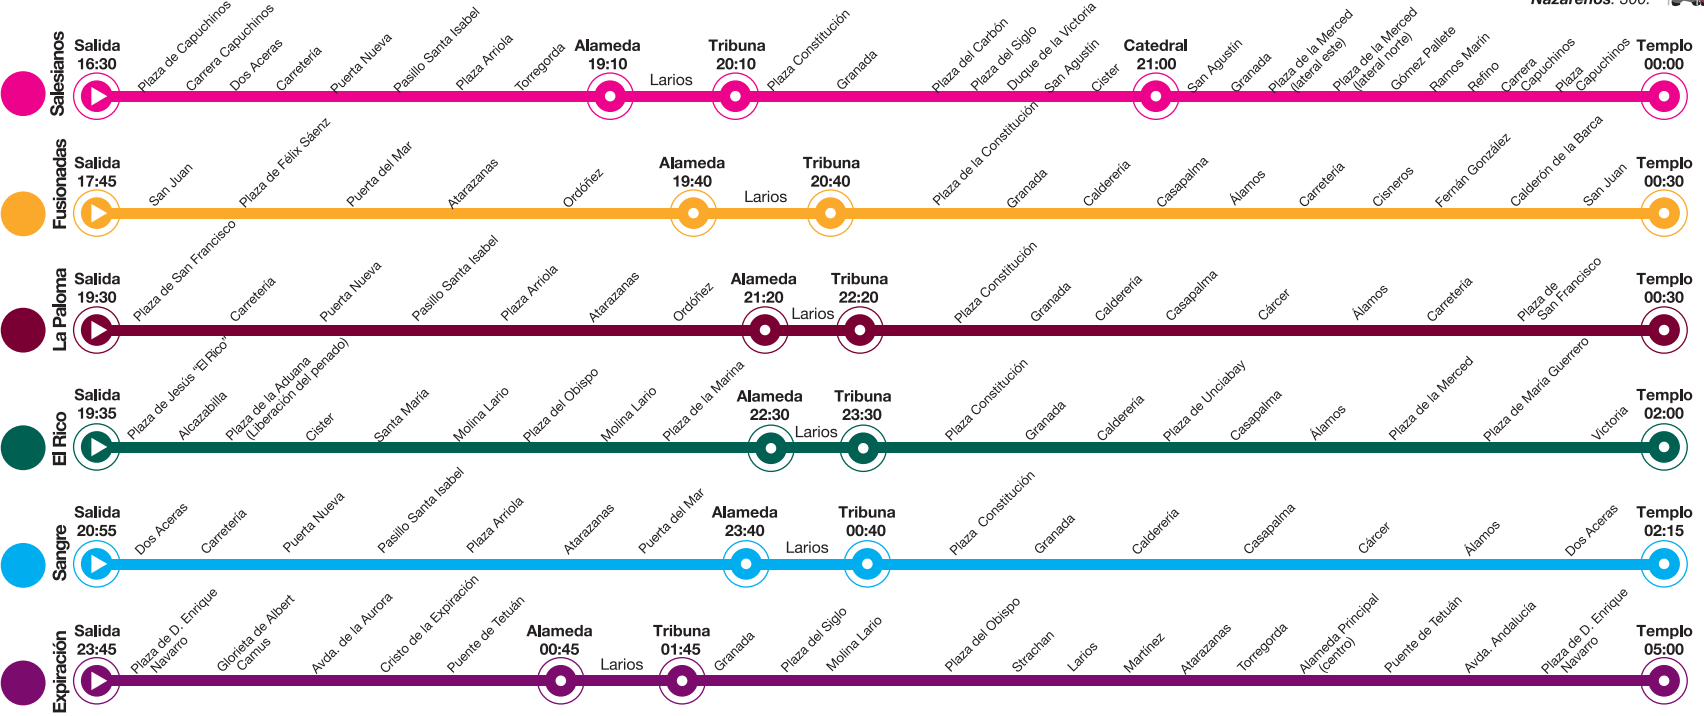 Nazarenos: 500.
Salesianos
Salida
16:30
Plaza de Capuchinos
Carrera Capuchinos
Dos Aceras
Carretería
Puerta Nueva
Pasillo Santa Isabel
Plaza Arriola
Torregorda
Alameda
19:10
Larios
Tribuna
20:10
Plaza Constitución
Granada
Plaza del Carbón
Plaza del Siglo
Duque de la Victoria
San Agustín
Cister
Catedral
21:00
San Agustín
Granada
Plaza de la Merced
(lateral este)
Plaza de la Merced
(lateral norte)
Gómez Pallete
Ramos Marín
Refino
Carrera
Capuchinos
Plaza
Capuchinos
Templo
00:00
Fusionadas
Salida
17:45
San Juan
Plaza de Félix Sáenz
Puerta del Mar
Atarazanas
Ordóñez
Alameda
19:40
Larios
Tribuna
20:40
Plaza de la Constitución
Granada
Calderería
Casapalma
Álamos
Carretería
Cisneros
Fernán González
Calderón de la Barca
San Juan
Templo
00:30
La Paloma
Salida
19:30
Plaza de San Francisco
Carretería
Puerta Nueva
Pasillo Santa Isabel
Plaza Arriola
Atarazanas
Ordóñez
Alameda
21:20
Larios
Tribuna
22:20
Plaza Constitución
Granada
Calderería
Casapalma
Cárcer
Álamos
Carretería
Plaza de
San Francisco
Templo
00:30
El Rico
Salida
19:35
Plaza de Jesús "El Rico"
Alcazabilla
Plaza de la Aduana
(Liberación del penado)
Cister
Santa María
Molina Lario
Plaza del Obispo
Molina Lario
Plaza de la Marina
Alameda
22:30
Larios
Tribuna
23:30
Plaza Constitución
Granada
Calderería
Plaza de Unciabay
Casapalma
Álamos
Plaza de la Merced
Plaza de María Guerrero
Victoria
Templo
02:00
Sangre
Salida
20:55
Dos Aceras
Carretería
Puerta Nueva
Pasillo Santa Isabel
Plaza Arriola
Atarazanas
Puerta del Mar
Alameda
23:40
Larios
Tribuna
00:40
Plaza Constitución
Granada
Calderería
Casapalma
Cárcer
Álamos
Dos Aceras
Templo
02:15
Expiración
Salida
23:45
Plaza de D. Enrique
Navarro
Glorieta de Albert
Camus
Avda. de la Aurora
Cristo de la Expiración
Puente de Tetuán
Alameda
00:45
Larios
Tribuna
01:45
Granada
Plaza del Siglo
Molina Lario
Plaza del Obispo
Strachan
Larios
Martínez
Atarazanas
Torregorda
Alameda Principal
(centro)
Puente de Tetuán
Avda. Andalucía
Plaza de D. Enrique
Navarro
Templo
05:00